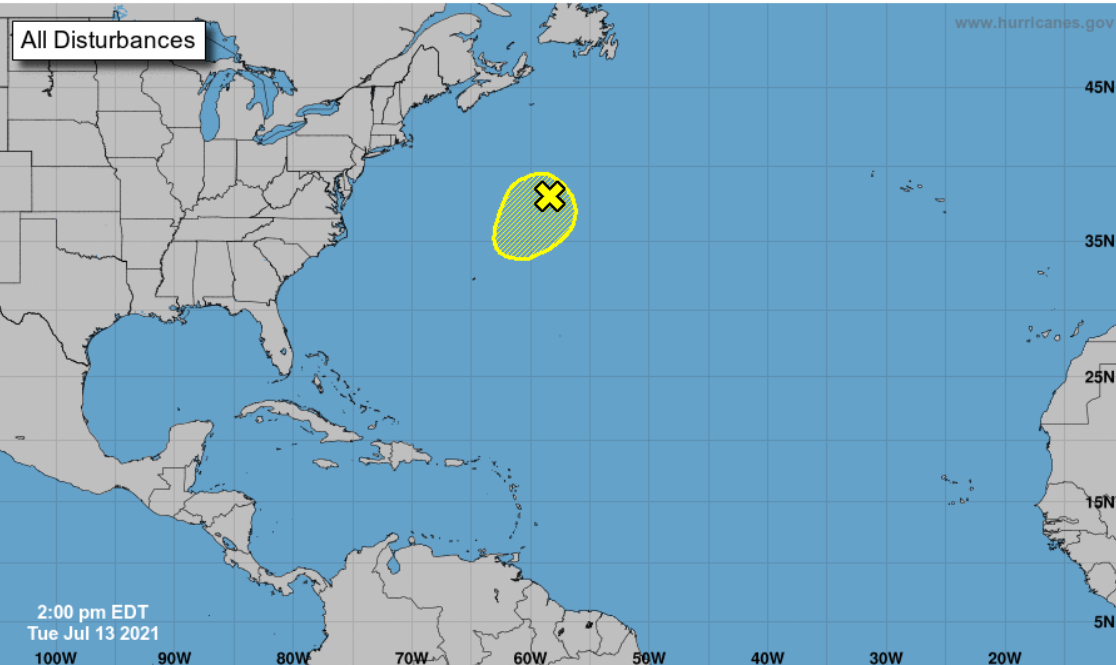 www.hurricanes.gov
All Disturbances
45N
35N
25N
15N
5N
2:00 pm EDT
Tue Jul 13 2021
100W 90W 80W 70W 60W 50W 40W 30W 20W